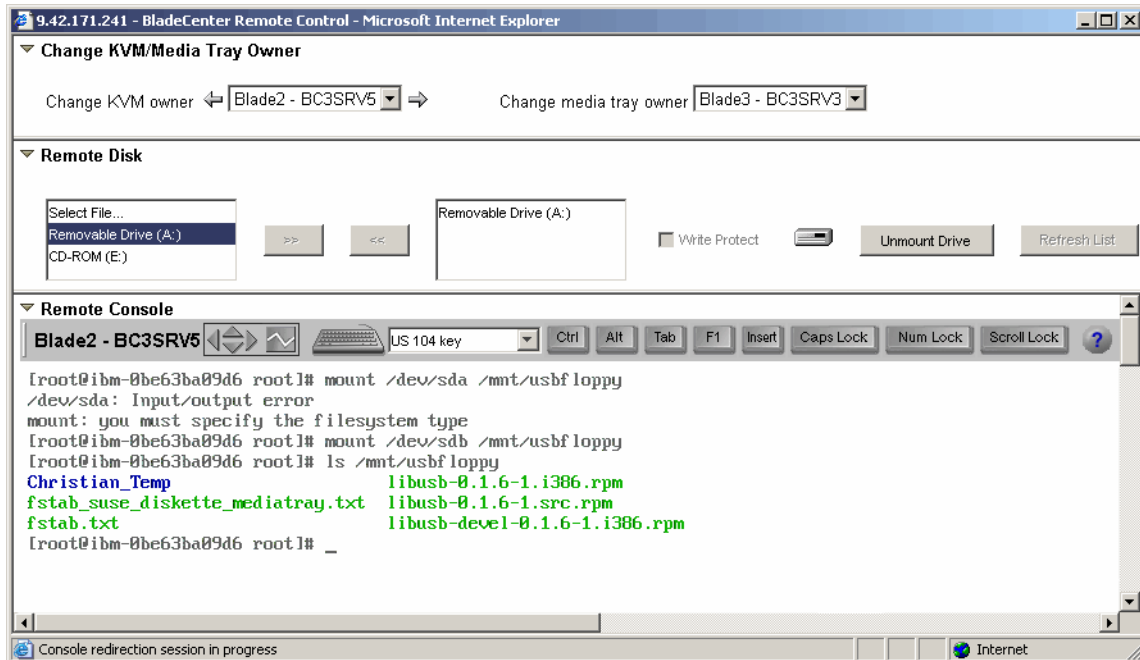 9.42.171.241 - BladeCenter Remote Control - Microsoft Internet Explorer
Change KVM/Media Tray Owner
Change KVM owner Blade2 - BC3SRV5 Change media tray owner Blade3 - BC3SRV3
Remote Disk
Select File...
Removable Drive (A:)
CD-ROM (E:)
>>
<<
Removable Drive (A:)
Write Protect
Unmount Drive
Refresh List
Remote Console
Blade2 - BC3SRV5 US 104 key Ctrl Alt Tab F1 Insert Caps Lock Num Lock Scroll Lock ?
[root@ibm-0be63ba09d6 root]# mount /dev/sda /mnt/usbfloppy
/dev/sda: Input/output error
mount: you must specify the filesystem type
[root@ibm-0be63ba09d6 root]# mount /dev/sdb /mnt/usbfloppy
[root@ibm-0be63ba09d6 root]# ls /mnt/usbfloppy
Christian_Temp libusb-0.1.6-1.i386.rpm
fstab_suse_diskette_mediatray.txt libusb-0.1.6-1.src.rpm
fstab.txt libusb-devel-0.1.6-1.i386.rpm
[root@ibm-0be63ba09d6 root]# _
Console redirection session in progress Internet